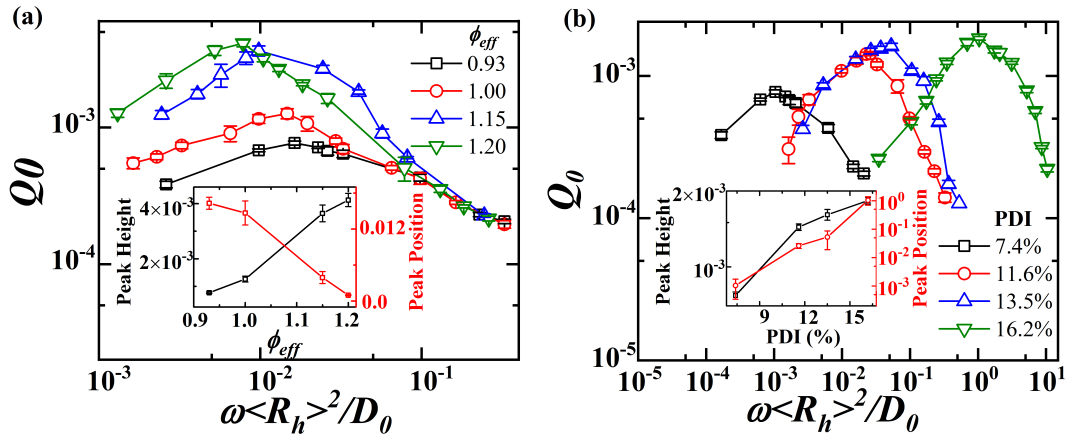 (a)
ϕeff
0.93
1.00
1.15
1.20
10⁻³
10⁻⁴
Q0
4×10⁻³
2×10⁻³
Peak Height
0.012
0.0
Peak Position
0.9 1.0 1.1 1.2
ϕeff
10⁻³ 10⁻² 10⁻¹
ω<Rh>²/D0
(b)
10⁻³
10⁻⁴
10⁻⁵
Q0
2×10⁻³
10⁻³
Peak Height
10⁰
10⁻¹
10⁻²
10⁻³
Peak Position
9 12 15
PDI (%)
PDI
7.4%
11.6%
13.5%
16.2%
10⁻⁵ 10⁻⁴ 10⁻³ 10⁻² 10⁻¹ 10⁰ 10¹
ω<Rh>²/D0